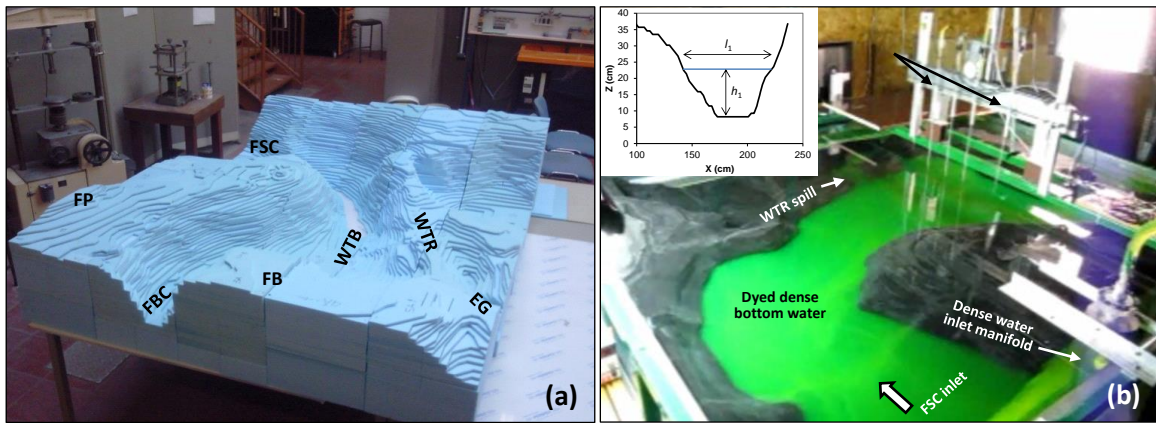 FSC
FP
WTB
WTR
FBC
FB
EG
(a)
40
35
30
25
20
15
10
5
0
Z (cm)
l1
h1
100
150
200
250
X (cm)
WTR spill
Dyed dense
bottom water
Dense water
inlet manifold
FSC inlet
(b)